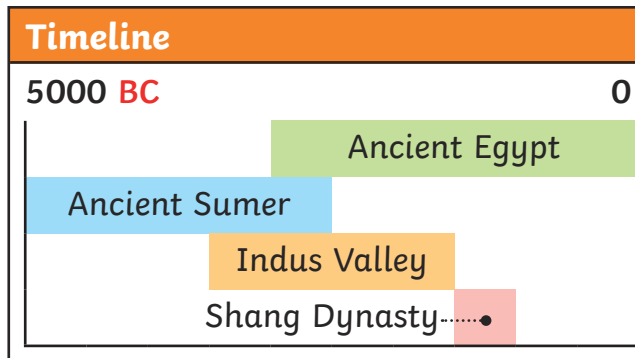 Timeline
5000 BC 0
Ancient Egypt
Ancient Sumer
Indus Valley
Shang Dynasty